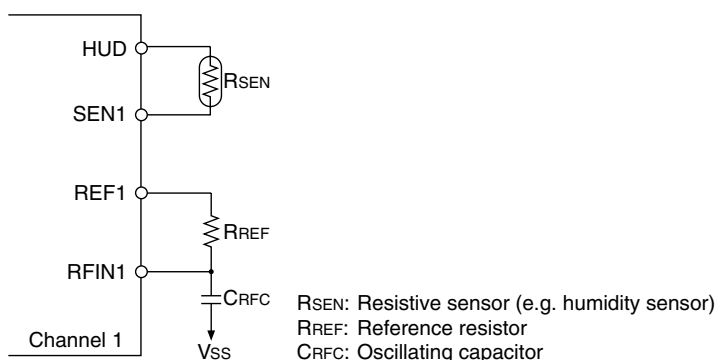 HUD
RSEN
SEN1
REF1
RREF
RFIN1
CRFC
Channel 1
VSS
RSEN: Resistive sensor (e.g. humidity sensor)
RREF: Reference resistor
CRFC: Oscillating capacitor